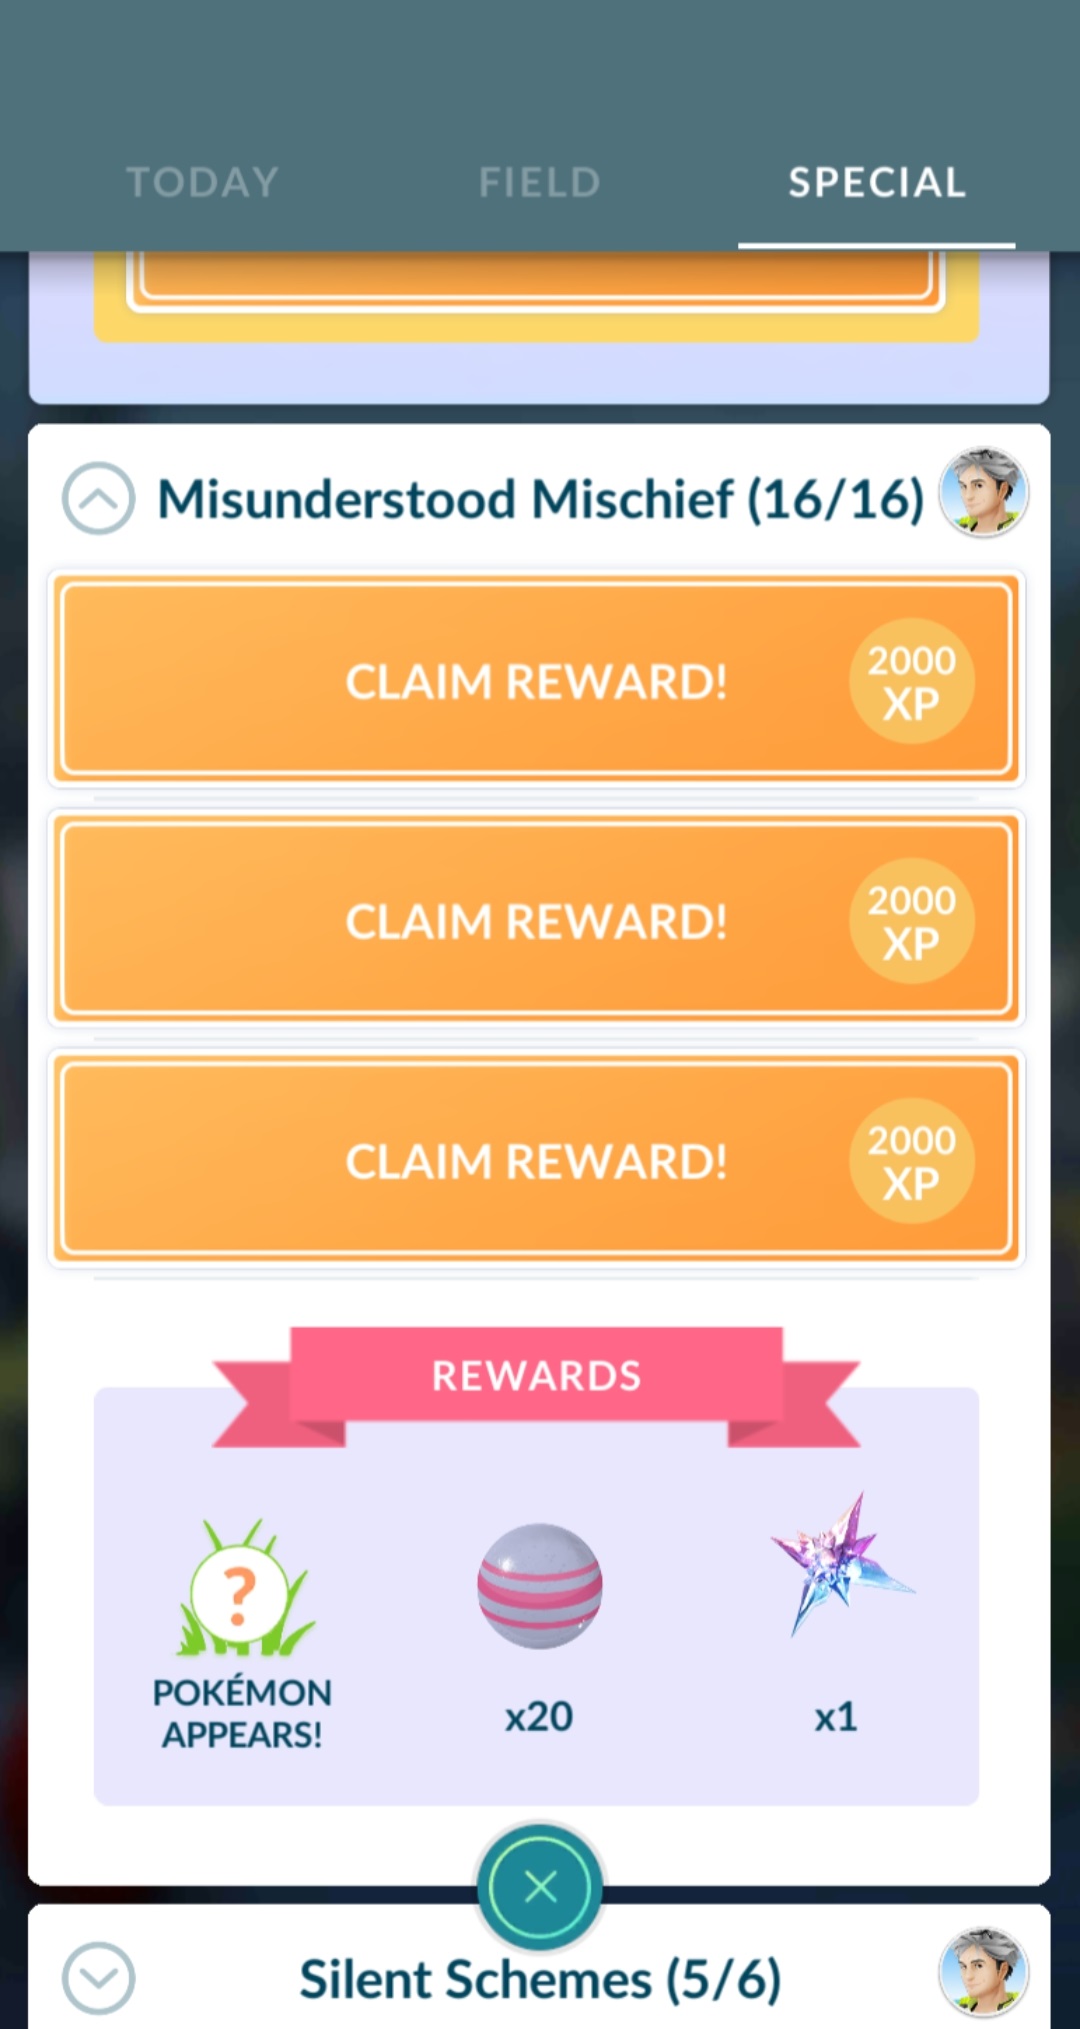 TODAY FIELD SPECIAL
Misunderstood Mischief (16/16)
CLAIM REWARD! 2000 XP
CLAIM REWARD! 2000 XP
CLAIM REWARD! 2000 XP
REWARDS
?
POKÉMON
APPEARS!
x20
x1
Silent Schemes (5/6)